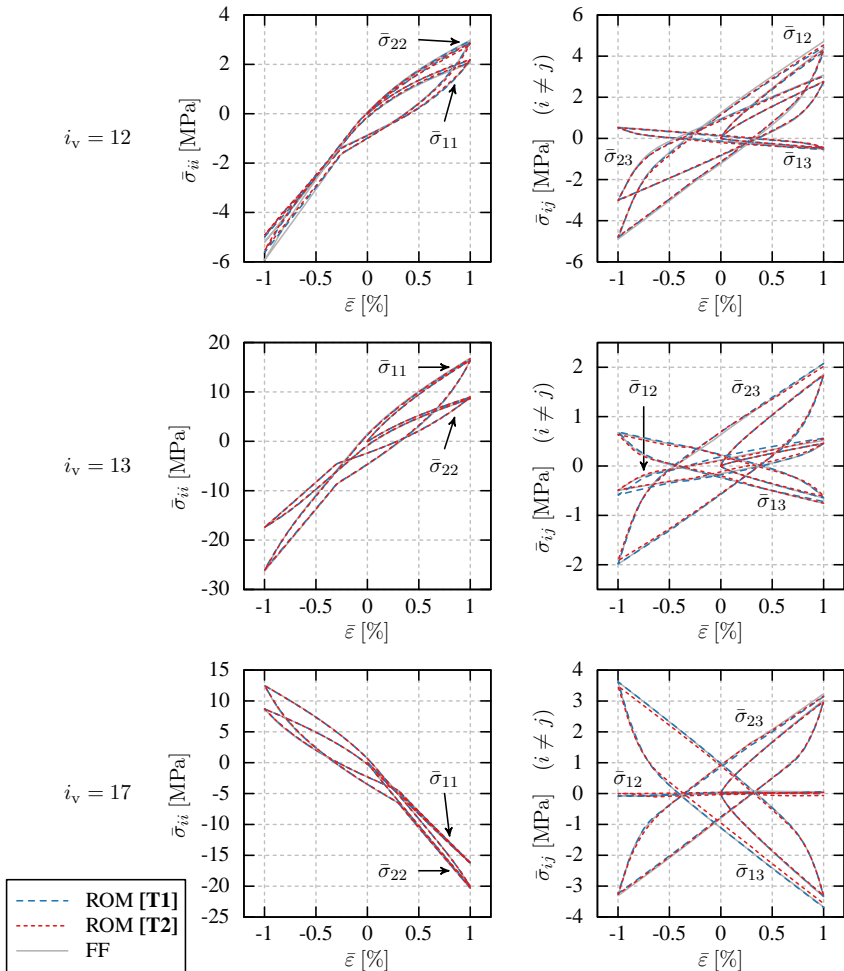 i_v = 12
σ̄_ii [MPa]
4
2
0
-2
-4
-6
-1 -0.5 0 0.5 1
ε̄ [%]
σ̄_22
σ̄_11
σ̄_ij [MPa] (i ≠ j)
6
4
2
0
-2
-4
-6
-1 -0.5 0 0.5 1
ε̄ [%]
σ̄_12
σ̄_23
σ̄_13
i_v = 13
σ̄_ii [MPa]
20
10
0
-10
-20
-30
-1 -0.5 0 0.5 1
ε̄ [%]
σ̄_11
σ̄_22
σ̄_ij [MPa] (i ≠ j)
2
1
0
-1
-2
-1 -0.5 0 0.5 1
ε̄ [%]
σ̄_12
σ̄_23
σ̄_13
i_v = 17
σ̄_ii [MPa]
15
10
5
0
-5
-10
-15
-20
-25
-1 -0.5 0 0.5 1
ε̄ [%]
σ̄_11
σ̄_22
σ̄_ij [MPa] (i ≠ j)
4
3
2
1
0
-1
-2
-3
-4
-1 -0.5 0 0.5 1
ε̄ [%]
σ̄_23
σ̄_12
σ̄_13
ROM [T1]
ROM [T2]
FF